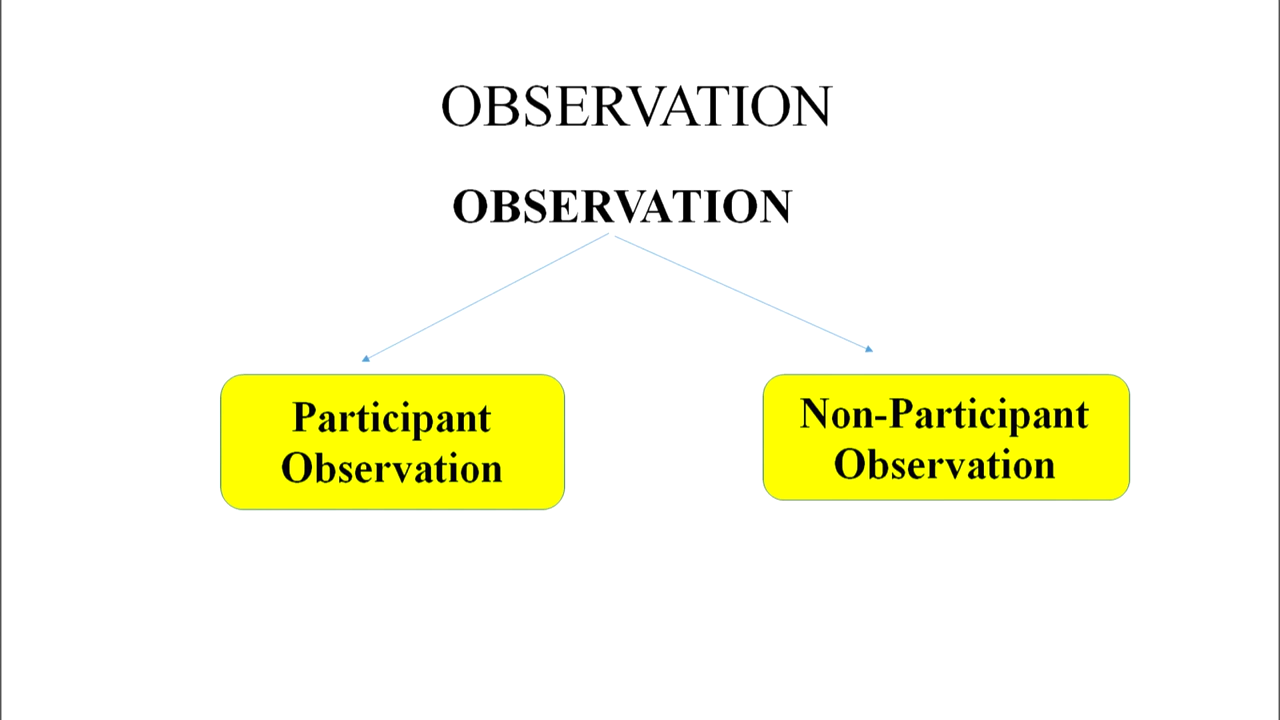 OBSERVATION
OBSERVATION
Participant
Observation
Non-Participant
Observation